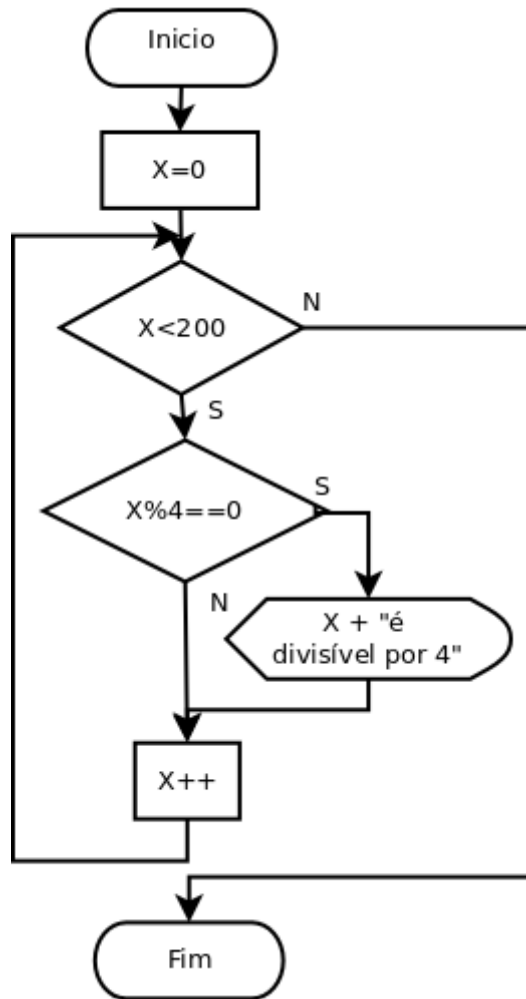 Inicio
X=0
N
X<200
S
S
X%4==0
N
X + "é
divisível por 4"
X++
Fim